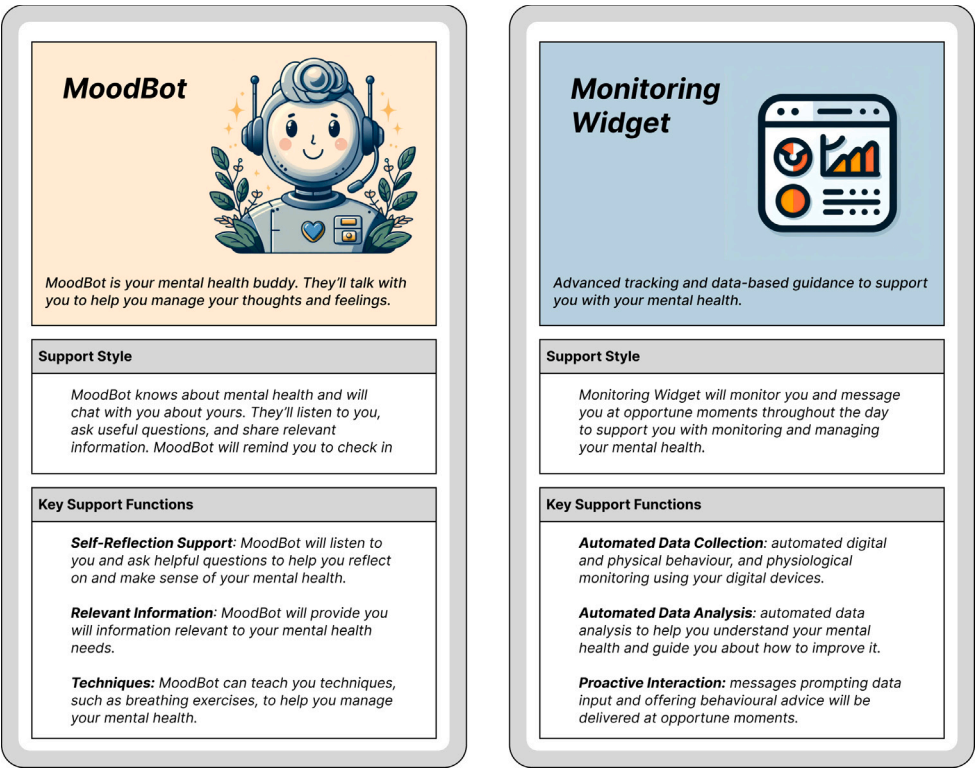 MoodBot
MoodBot is your mental health buddy. They'll talk with
you to help you manage your thoughts and feelings.
Support Style
MoodBot knows about mental health and will
chat with you about yours. They'll listen to you,
ask useful questions, and share relevant
information. MoodBot will remind you to check in
Key Support Functions
Self-Reflection Support: MoodBot will listen to
you and ask helpful questions to help you reflect
on and make sense of your mental health.
Relevant Information: MoodBot will provide you
will information relevant to your mental health
needs.
Techniques: MoodBot can teach you techniques,
such as breathing exercises, to help you manage
your mental health.
Monitoring
Widget
Advanced tracking and data-based guidance to support
you with your mental health.
Support Style
Monitoring Widget will monitor you and message
you at opportune moments throughout the day
to support you with monitoring and managing
your mental health.
Key Support Functions
Automated Data Collection: automated digital
and physical behaviour, and physiological
monitoring using your digital devices.
Automated Data Analysis: automated data
analysis to help you understand your mental
health and guide you about how to improve it.
Proactive Interaction: messages prompting data
input and offering behavioural advice will be
delivered at opportune moments.